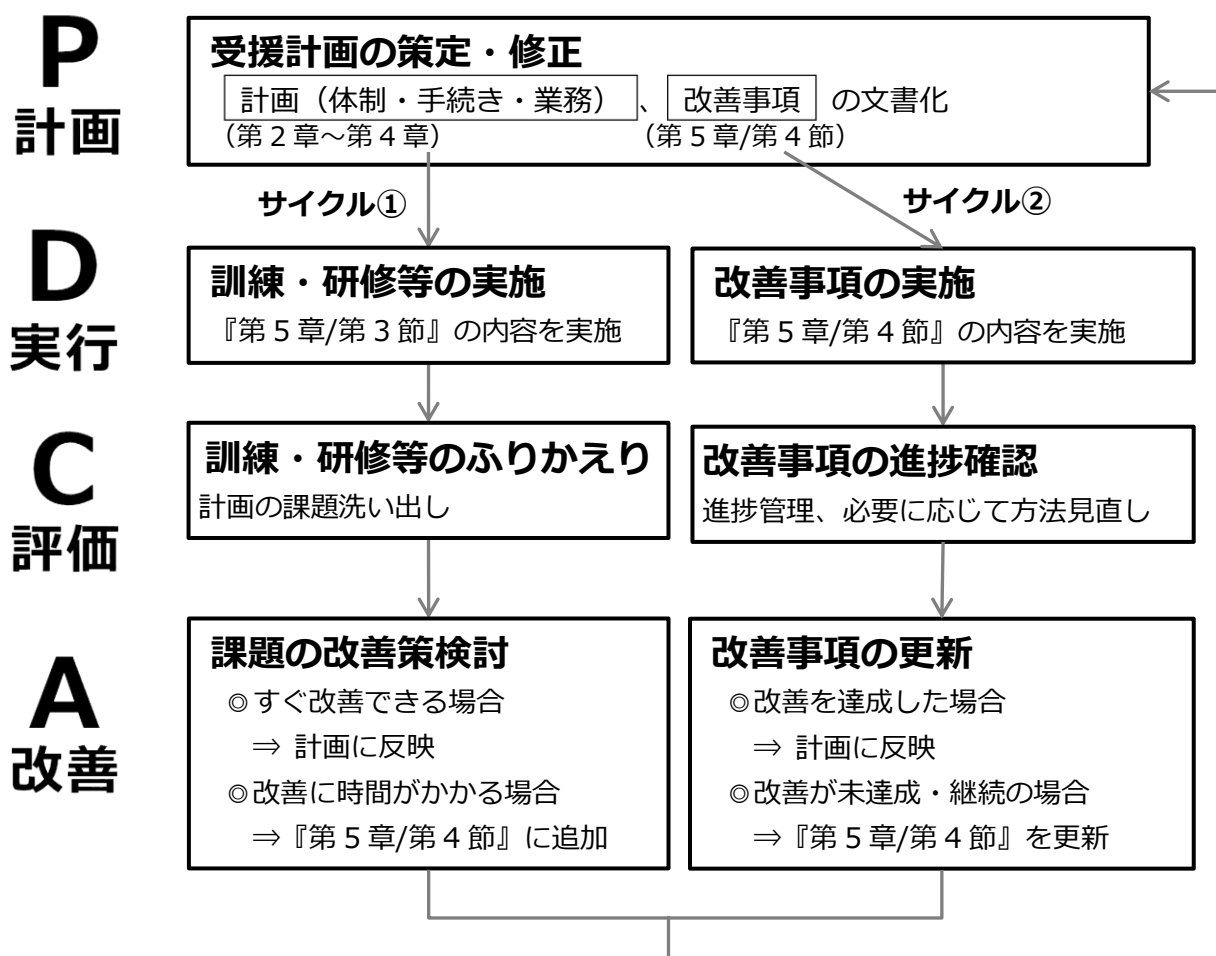 P
計画
受援計画の策定・修正
計画（体制・手続き・業務）、改善事項 の文書化
（第２章～第４章）
（第５章/第４節）
サイクル①
サイクル②
D
実行
訓練・研修等の実施
『第５章/第３節』の内容を実施
改善事項の実施
『第５章/第４節』の内容を実施
C
評価
訓練・研修等のふりかえり
計画の課題洗い出し
改善事項の進捗確認
進捗管理、必要に応じて方法見直し
A
改善
課題の改善策検討
◎すぐ改善できる場合
⇒ 計画に反映
◎改善に時間がかかる場合
⇒『第５章/第４節』に追加
改善事項の更新
◎改善を達成した場合
⇒ 計画に反映
◎改善が未達成・継続の場合
⇒『第５章/第４節』を更新